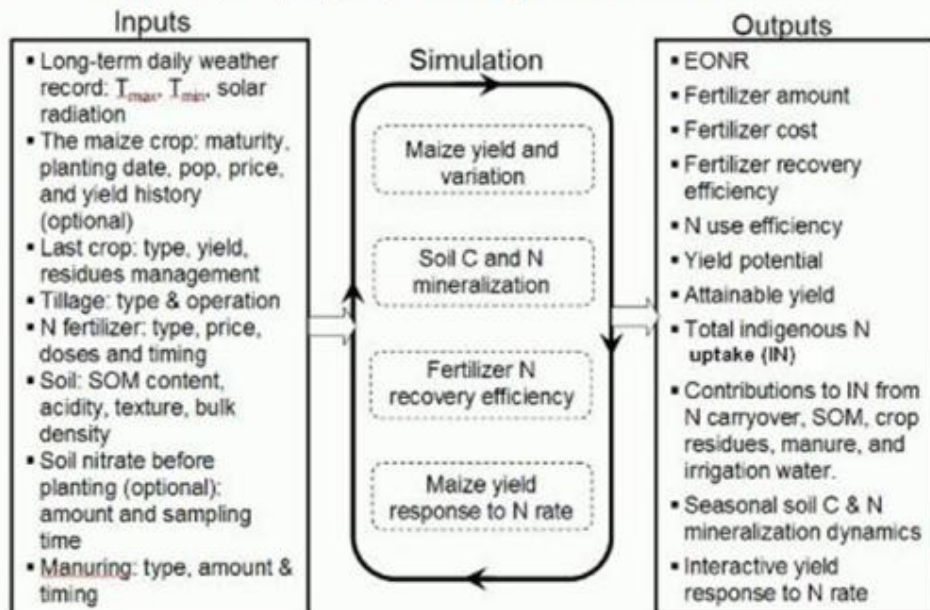 Inputs
▪ Long-term daily weather
record: Tmax, Tmin, solar
radiation
▪ The maize crop: maturity,
planting date, pop, price,
and yield history
(optional)
▪ Last crop: type, yield,
residues management
▪ Tillage: type & operation
▪ N fertilizer: type, price,
doses and timing
▪ Soil: SOM content,
acidity, texture, bulk
density
▪ Soil nitrate before
planting (optional):
amount and sampling
time
▪ Manuring: type, amount &
timing
Simulation
Maize yield and
variation
Soil C and N
mineralization
Fertilizer N
recovery efficiency
Maize yield
response to N rate
Outputs
▪ EONR
▪ Fertilizer amount
▪ Fertilizer cost
▪ Fertilizer recovery
efficiency
▪ N use efficiency
▪ Yield potential
▪ Attainable yield
▪ Total indigenous N
uptake (IN)
▪ Contributions to IN from
N carryover, SOM, crop
residues, manure, and
irrigation water.
▪ Seasonal soil C & N
mineralization dynamics
▪ Interactive yield
response to N rate